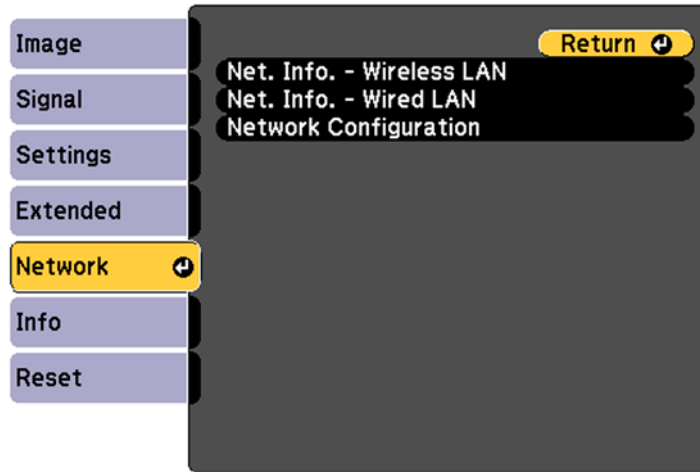 Image
Signal
Settings
Extended
Network
Info
Reset
Return
Net. Info. - Wireless LAN
Net. Info. - Wired LAN
Network Configuration